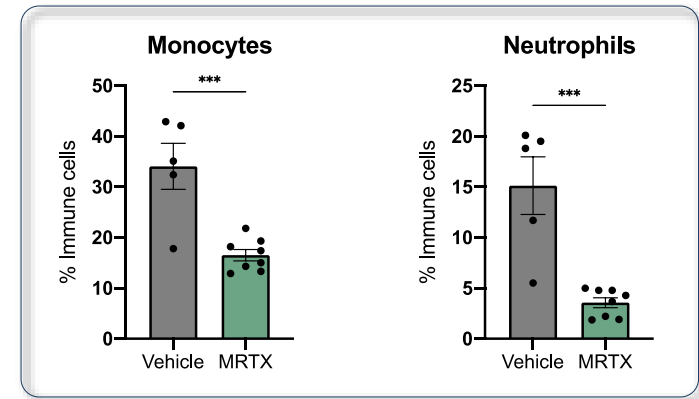 Monocytes
***
% Immune cells
50
40
30
20
10
0
Vehicle MRTX
Neutrophils
***
% Immune cells
25
20
15
10
5
0
Vehicle MRTX